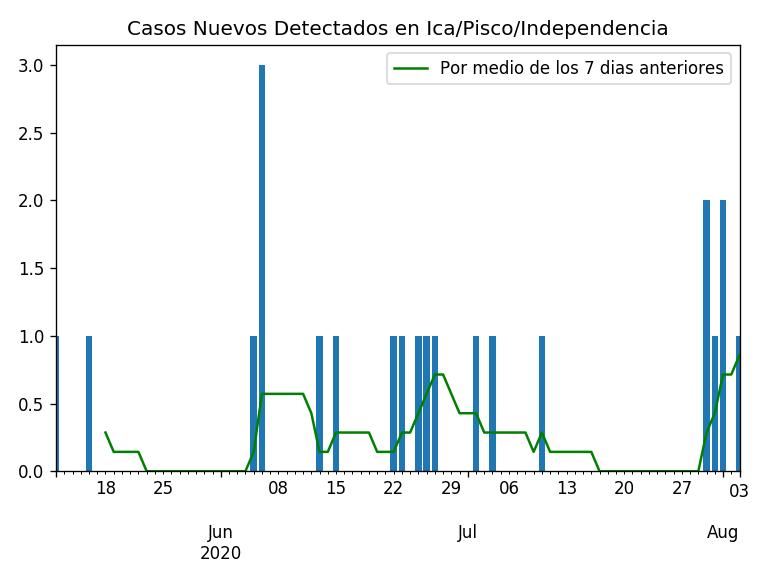 Casos Nuevos Detectados en Ica/Pisco/Independencia
Por medio de los 7 dias anteriores
3.0
2.5
2.0
1.5
1.0
0.5
0.0
18 25 08 15 22 29 06 13 20 27 03
Jun Jul Aug
2020